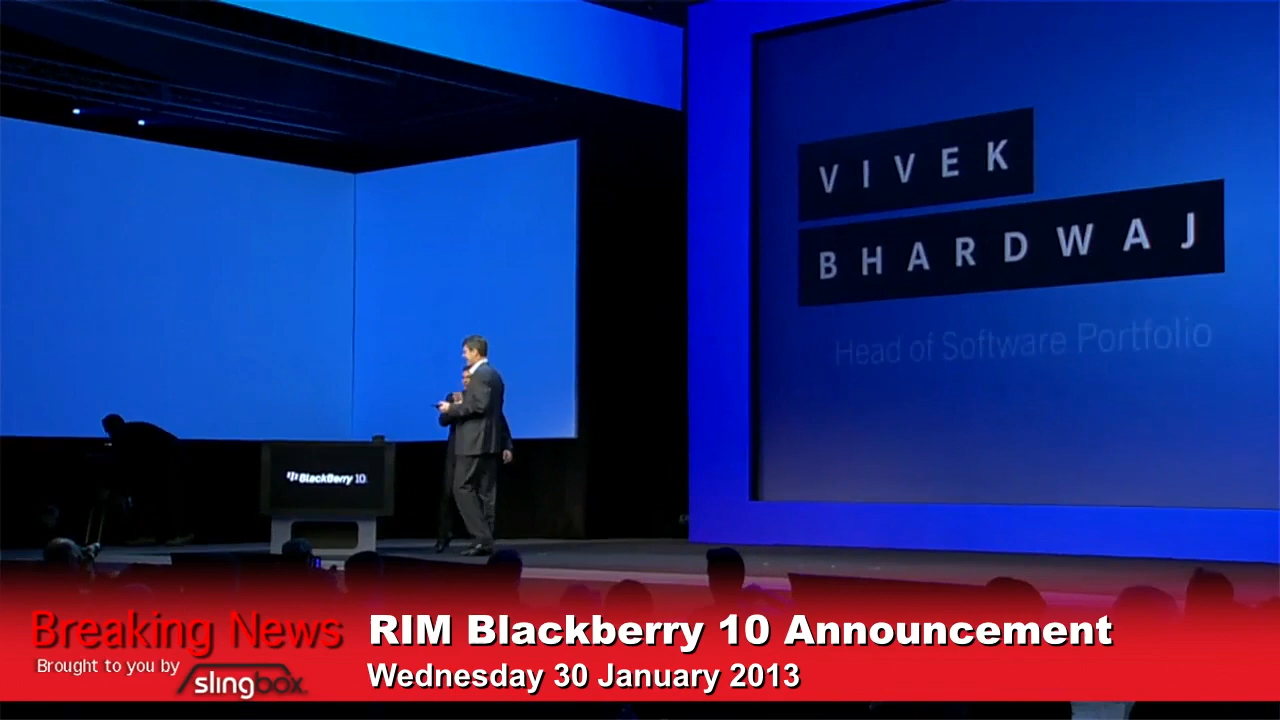 VIVEK
BHARDWAJ
Head of Software Portfolio
BlackBerry 10
Breaking News
Brought to you by
slingbox
RIM Blackberry 10 Announcement
Wednesday 30 January 2013